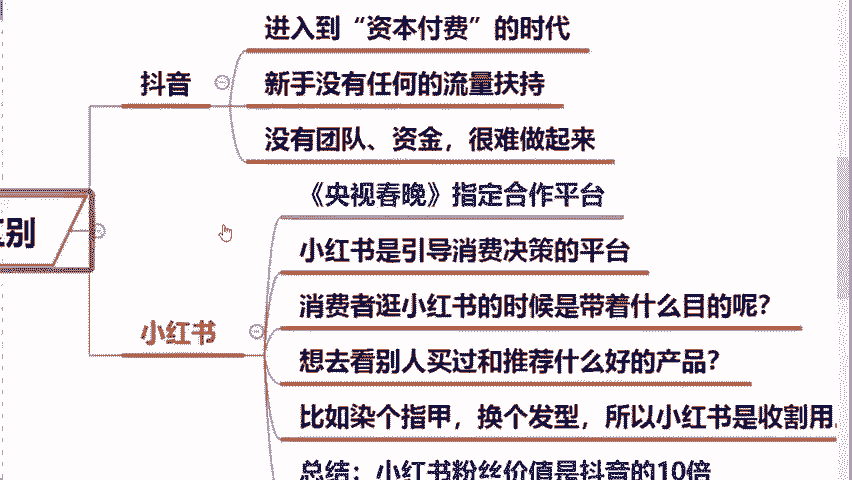 进入到“资本付费”的时代
抖音
新手没有任何的流量扶持
没有团队、资金，很难做起来
《央视春晚》指定合作平台
区别
小红书是引导消费决策的平台
消费者逛小红书的时候是带着什么目的呢？
小红书
想去看别人买过和推荐什么好的产品？
比如染个指甲，换个发型，所以小红书是收割用
总结：小红书粉丝价值是抖音的10倍